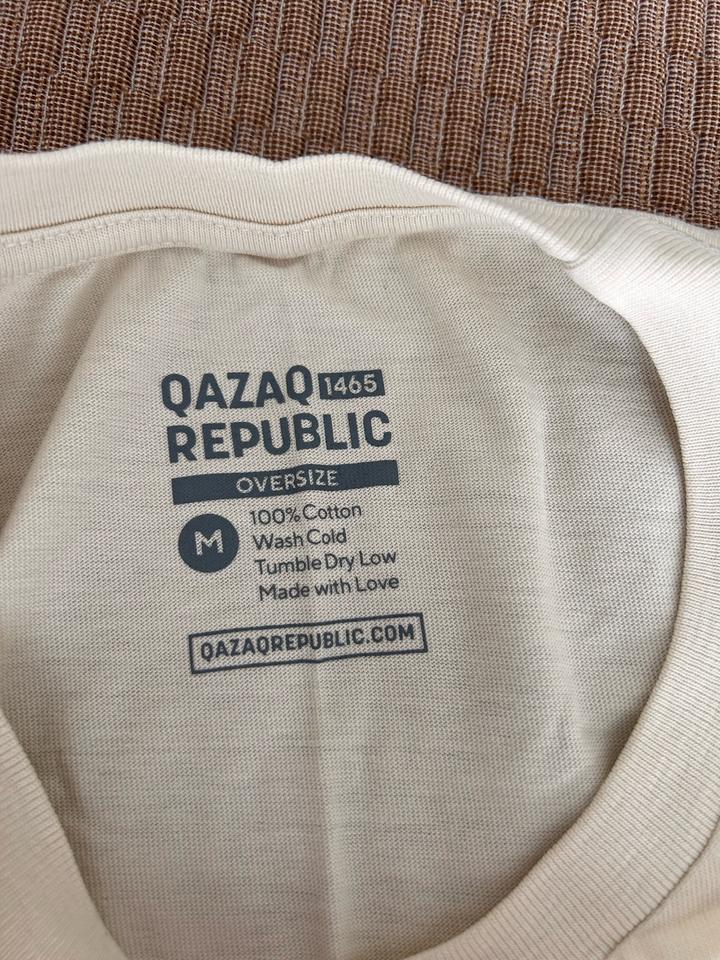 QAZAQ 1465
REPUBLIC
OVERSIZE
M
100% Cotton
Wash Cold
Tumble Dry Low
Made with Love
QAZAQREPUBLIC.COM